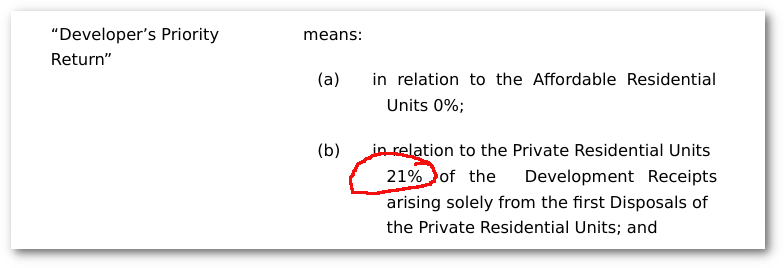 “Developer’s Priority
Return”
means:
(a) in relation to the Affordable Residential
Units 0%;
(b) in relation to the Private Residential Units
21% of the Development Receipts
arising solely from the first Disposals of
the Private Residential Units; and